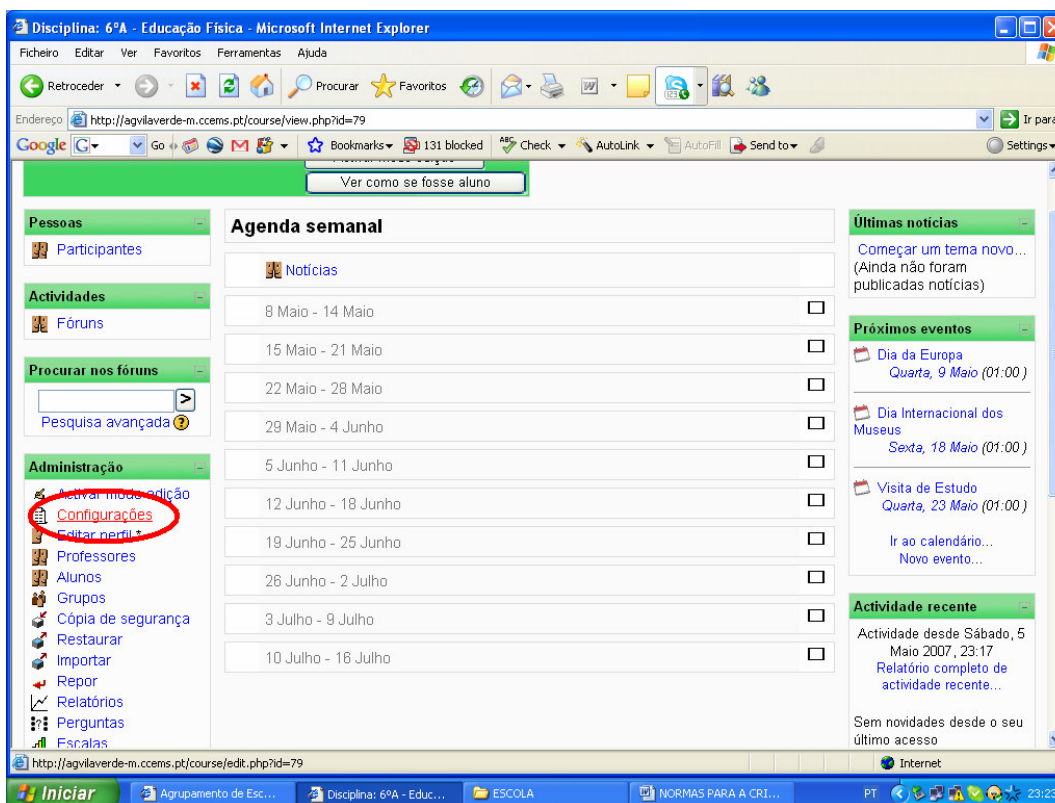 Disciplina: 6ºA - Educação Física - Microsoft Internet Explorer
Ficheiro Editar Ver Favoritos Ferramentas Ajuda
Retroceder Procurar Favoritos
Endereço http://agvilaverde-m.ccems.pt/course/view.php?id=79 Ir para
Google G Go Bookmarks 131 blocked ABC Check AutoLink AutoFill Send to Settings
Ver como se fosse aluno
Pessoas
Participantes
Actividades
Fóruns
Procurar nos fóruns
>
Pesquisa avançada ?
Administração
Activar modo edição
Configurações
Editar perfil *
Professores
Alunos
Grupos
Cópia de segurança
Restaurar
Importar
Repor
Relatórios
Perguntas
Escalas
Agenda semanal
Notícias
8 Maio - 14 Maio
15 Maio - 21 Maio
22 Maio - 28 Maio
29 Maio - 4 Junho
5 Junho - 11 Junho
12 Junho - 18 Junho
19 Junho - 25 Junho
26 Junho - 2 Julho
3 Julho - 9 Julho
10 Julho - 16 Julho
Últimas notícias
Começar um tema novo...
(Ainda não foram
publicadas notícias)
Próximos eventos
Dia da Europa
Quarta, 9 Maio (01:00 )
Dia Internacional dos
Museus
Sexta, 18 Maio (01:00 )
Visita de Estudo
Quarta, 23 Maio (01:00 )
Ir ao calendário...
Novo evento...
Actividade recente
Actividade desde Sábado, 5
Maio 2007, 23:17
Relatório completo de
actividade recente...
Sem novidades desde o seu
último acesso
http://agvilaverde-m.ccems.pt/course/edit.php?id=79 Internet
Iniciar Agrupamento de Esc... Disciplina: 6ºA - Educ... ESCOLA NORMAS PARA A CRI... PT 23:23